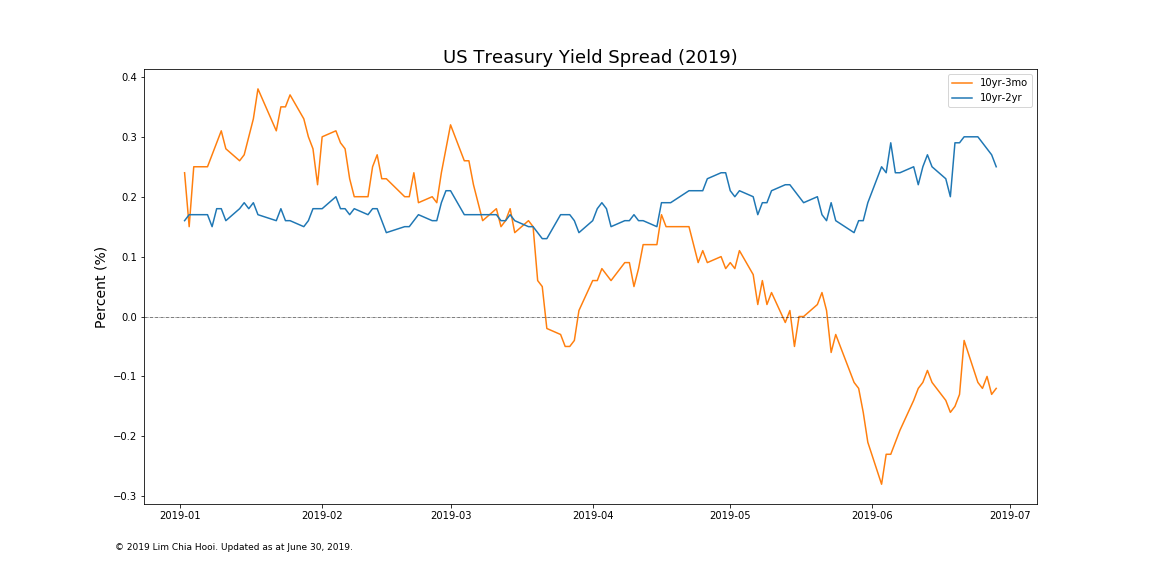 US Treasury Yield Spread (2019)
10yr-3mo
10yr-2yr
Percent (%)
0.4
0.3
0.2
0.1
0.0
−0.1
−0.2
−0.3
2019-01 2019-02 2019-03 2019-04 2019-05 2019-06 2019-07
© 2019 Lim Chia Hooi. Updated as at June 30, 2019.